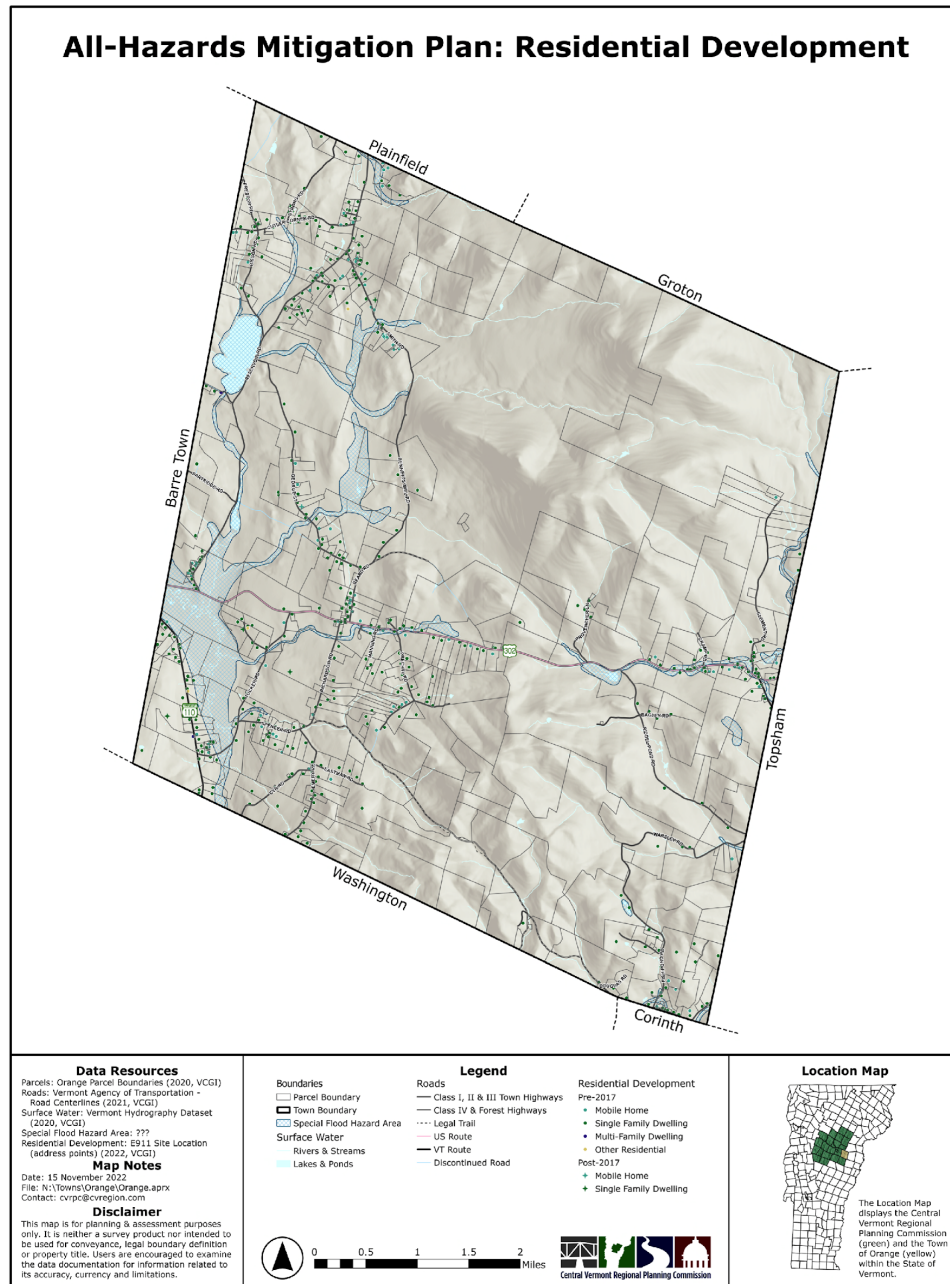 All-Hazards Mitigation Plan: Residential Development
Plainfield
Groton
Barre Town
302
110
Topsham
Washington
Corinth
Data Resources
Parcels: Orange Parcel Boundaries (2020, VCGI)
Roads: Vermont Agency of Transportation -
Road Centerlines (2021, VCGI)
Surface Water: Vermont Hydrography Dataset
(2020, VCGI)
Special Flood Hazard Area: ???
Residential Development: E911 Site Location
(address points) (2022, VCGI)
Map Notes
Date: 15 November 2022
File: N:\Towns\Orange\Orange.aprx
Contact: cvrpc@cvregion.com
Disclaimer
This map is for planning & assessment purposes
only. It is neither a survey product nor intended to
be used for conveyance, legal boundary definition
or property title. Users are encouraged to examine
the data documentation for information related to
its accuracy, currency and limitations.
Legend
Boundaries
Parcel Boundary
Town Boundary
Special Flood Hazard Area
Surface Water
Rivers & Streams
Lakes & Ponds
Roads
Class I, II & III Town Highways
Class IV & Forest Highways
Legal Trail
US Route
VT Route
Discontinued Road
Residential Development
Pre-2017
Mobile Home
Single Family Dwelling
Multi-Family Dwelling
Other Residential
Post-2017
Mobile Home
Single Family Dwelling
0 0.5 1 1.5 2
Miles
Central Vermont Regional Planning Commission
Location Map
The Location Map
displays the Central
Vermont Regional
Planning Commission
(green) and the Town
of Orange (yellow)
within the State of
Vermont.